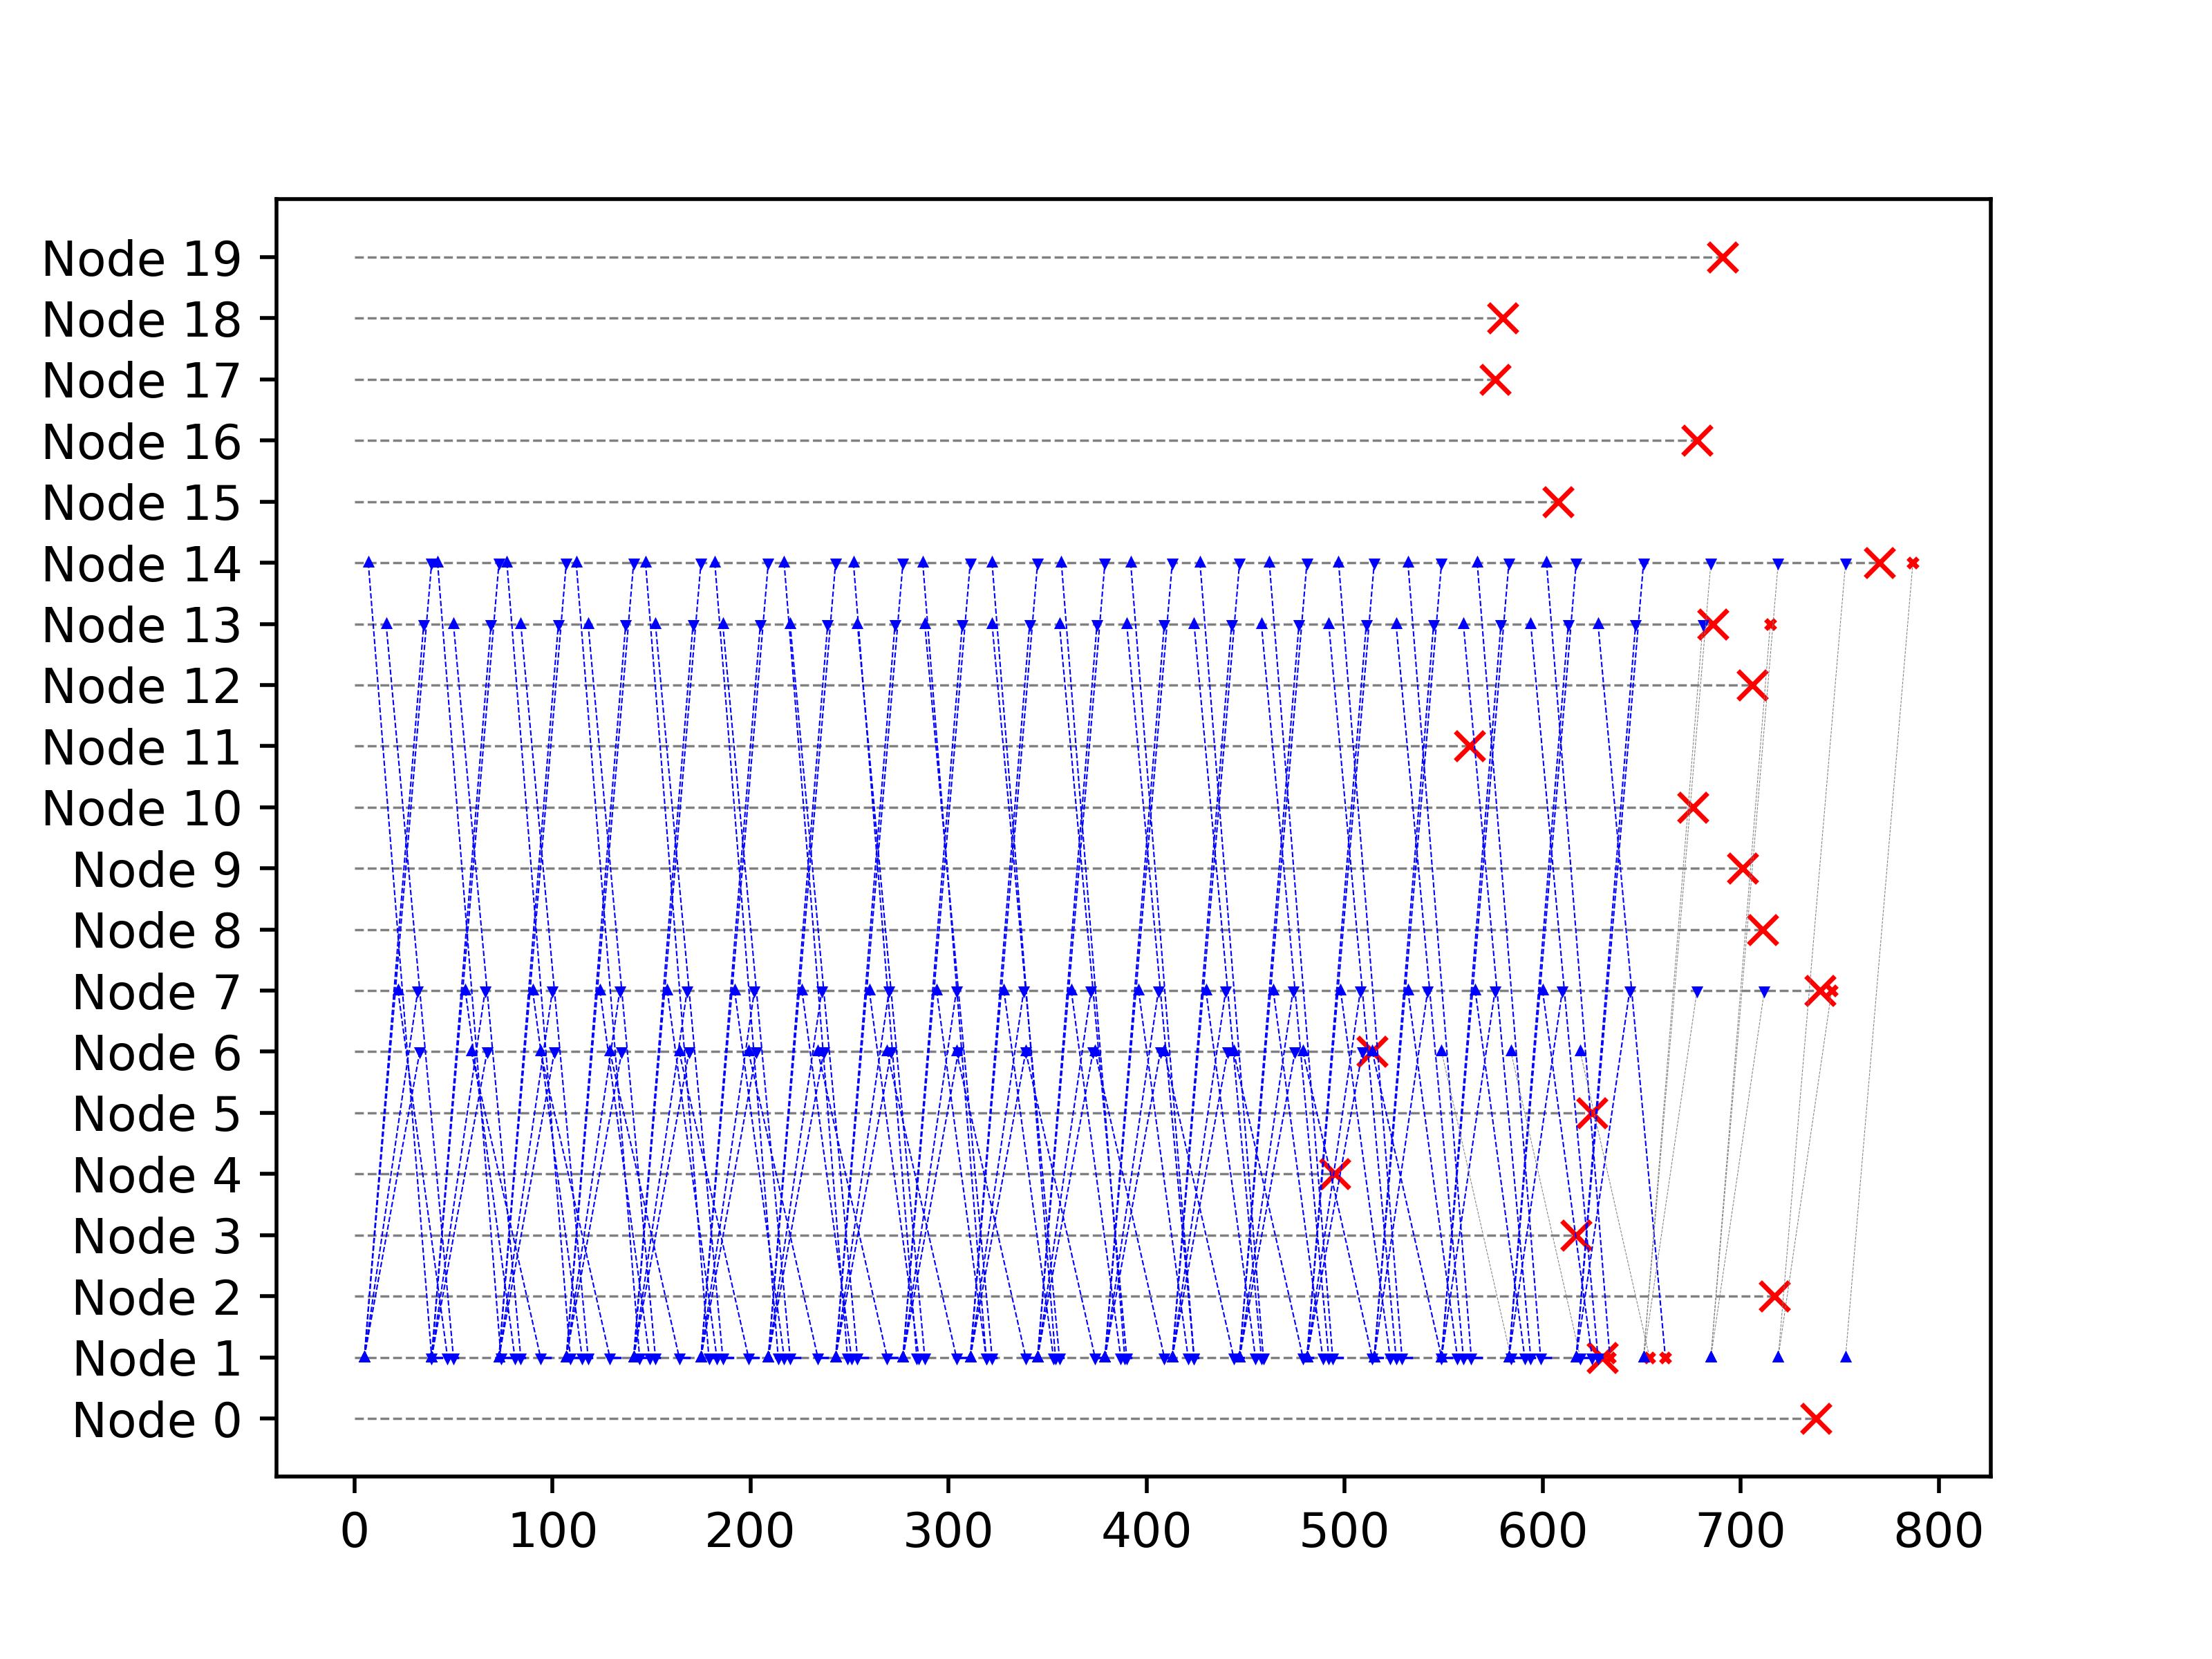 Node 19
Node 18
Node 17
Node 16
Node 15
Node 14
Node 13
Node 12
Node 11
Node 10
Node 9
Node 8
Node 7
Node 6
Node 5
Node 4
Node 3
Node 2
Node 1
Node 0
0 100 200 300 400 500 600 700 800